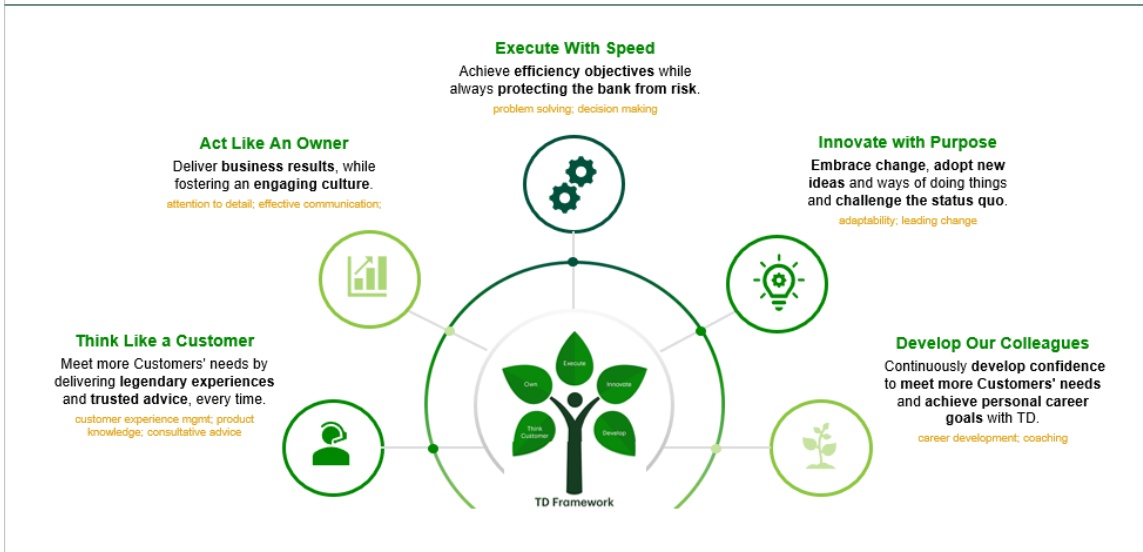 Execute With Speed
Achieve efficiency objectives while
always protecting the bank from risk.
problem solving; decision making
Act Like An Owner
Deliver business results, while
fostering an engaging culture.
attention to detail; effective communication;
Innovate with Purpose
Embrace change, adopt new
ideas and ways of doing things
and challenge the status quo.
adaptability; leading change
Think Like a Customer
Meet more Customers' needs by
delivering legendary experiences
and trusted advice, every time.
customer experience mgmt; product
knowledge; consultative advice
Develop Our Colleagues
Continuously develop confidence
to meet more Customers' needs
and achieve personal career
goals with TD.
career development; coaching
Execute
Own
Innovate
Think
Customer
Develop
TD Framework